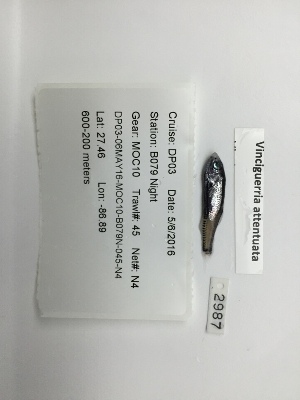 Vinciguerria attentuata
2987
Cruise: DP03 Date: 5/6/2016
Station: B079 Night
Gear: MOC10 Trawl#: 45 Net#: N4
DP03-06MAY16-MOC10-B079N-045-N4
Lat: 27.46 Lon: -86.89
600-200 meters